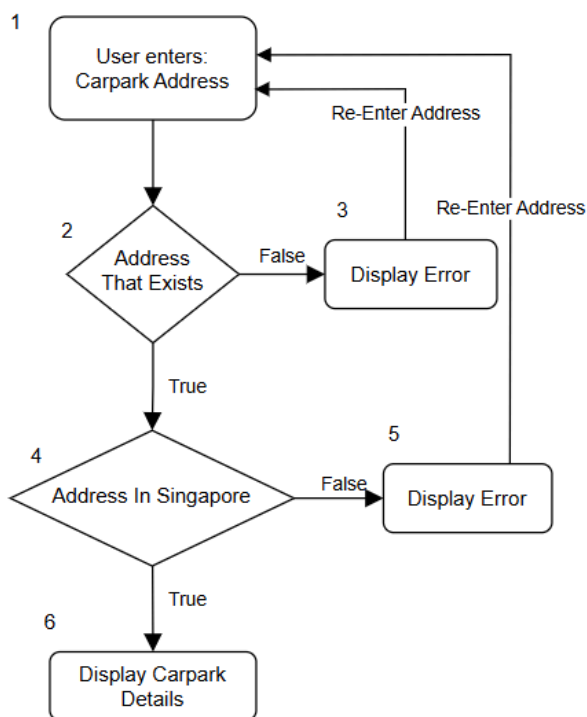 1
User enters:
Carpark Address
Re-Enter Address
2
Address
That Exists
False
3
Display Error
Re-Enter Address
True
4
Address In Singapore
False
5
Display Error
True
6
Display Carpark
Details